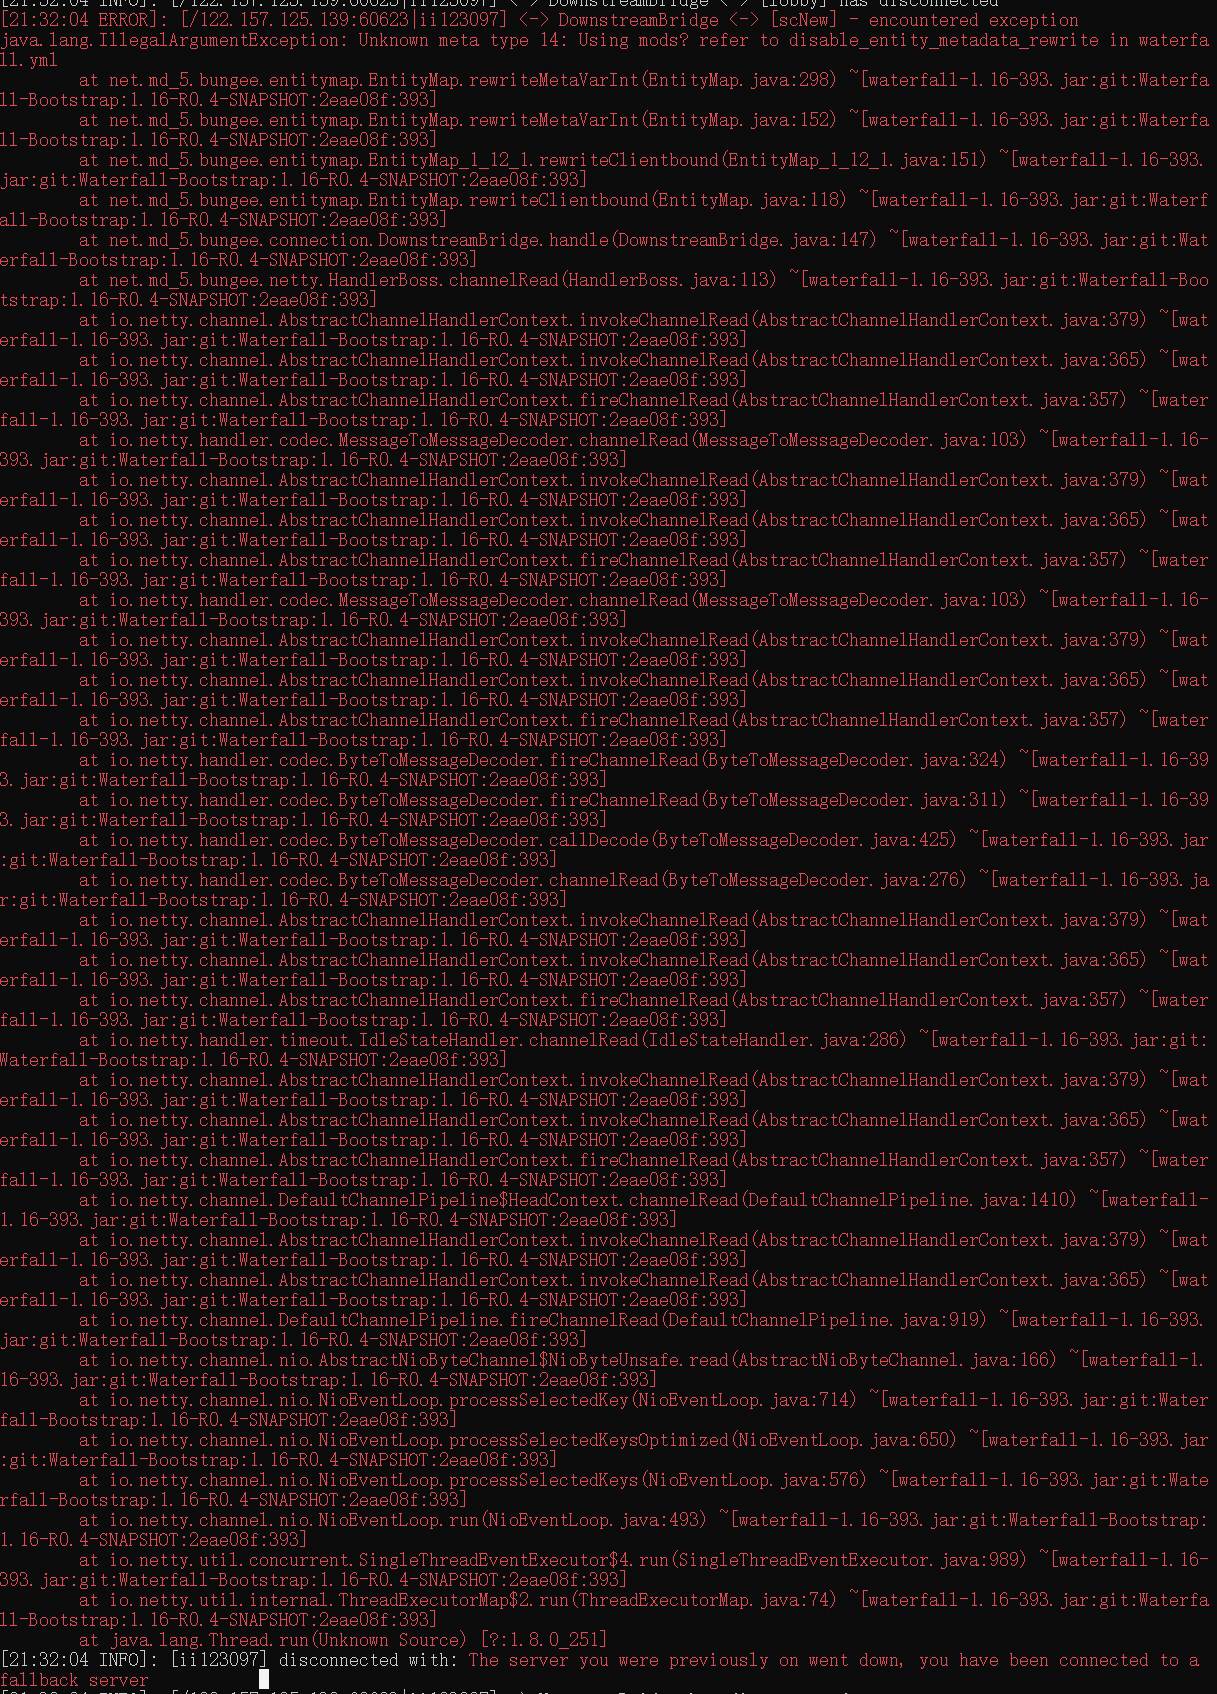 [21:32:04 INFO]: [/122.157.125.139:60623|ii123097] <-> DownstreamBridge <-> [lobby] has disconnected
[21:32:04 ERROR]: [/122.157.125.139:60623|ii123097] <-> DownstreamBridge <-> [scNew] - encountered exception
java.lang.IllegalArgumentException: Unknown meta type 14: Using mods? refer to disable_entity_metadata_rewrite in waterfa
ll.yml
at net.md_5.bungee.entitymap.EntityMap.rewriteMetaVarInt(EntityMap.java:298) ~[waterfall-1.16-393.jar:git:Waterfa
ll-Bootstrap:1.16-R0.4-SNAPSHOT:2eae08f:393]
at net.md_5.bungee.entitymap.EntityMap.rewriteMetaVarInt(EntityMap.java:152) ~[waterfall-1.16-393.jar:git:Waterfa
ll-Bootstrap:1.16-R0.4-SNAPSHOT:2eae08f:393]
at net.md_5.bungee.entitymap.EntityMap_1_12_1.rewriteClientbound(EntityMap_1_12_1.java:151) ~[waterfall-1.16-393.
jar:git:Waterfall-Bootstrap:1.16-R0.4-SNAPSHOT:2eae08f:393]
at net.md_5.bungee.entitymap.EntityMap.rewriteClientbound(EntityMap.java:118) ~[waterfall-1.16-393.jar:git:Waterf
all-Bootstrap:1.16-R0.4-SNAPSHOT:2eae08f:393]
at net.md_5.bungee.connection.DownstreamBridge.handle(DownstreamBridge.java:147) ~[waterfall-1.16-393.jar:git:Wat
erfall-Bootstrap:1.16-R0.4-SNAPSHOT:2eae08f:393]
at net.md_5.bungee.netty.HandlerBoss.channelRead(HandlerBoss.java:113) ~[waterfall-1.16-393.jar:git:Waterfall-Boo
tstrap:1.16-R0.4-SNAPSHOT:2eae08f:393]
at io.netty.channel.AbstractChannelHandlerContext.invokeChannelRead(AbstractChannelHandlerContext.java:379) ~[wat
erfall-1.16-393.jar:git:Waterfall-Bootstrap:1.16-R0.4-SNAPSHOT:2eae08f:393]
at io.netty.channel.AbstractChannelHandlerContext.invokeChannelRead(AbstractChannelHandlerContext.java:365) ~[wat
erfall-1.16-393.jar:git:Waterfall-Bootstrap:1.16-R0.4-SNAPSHOT:2eae08f:393]
at io.netty.channel.AbstractChannelHandlerContext.fireChannelRead(AbstractChannelHandlerContext.java:357) ~[water
fall-1.16-393.jar:git:Waterfall-Bootstrap:1.16-R0.4-SNAPSHOT:2eae08f:393]
at io.netty.handler.codec.MessageToMessageDecoder.channelRead(MessageToMessageDecoder.java:103) ~[waterfall-1.16-
393.jar:git:Waterfall-Bootstrap:1.16-R0.4-SNAPSHOT:2eae08f:393]
at io.netty.channel.AbstractChannelHandlerContext.invokeChannelRead(AbstractChannelHandlerContext.java:379) ~[wat
erfall-1.16-393.jar:git:Waterfall-Bootstrap:1.16-R0.4-SNAPSHOT:2eae08f:393]
at io.netty.channel.AbstractChannelHandlerContext.invokeChannelRead(AbstractChannelHandlerContext.java:365) ~[wat
erfall-1.16-393.jar:git:Waterfall-Bootstrap:1.16-R0.4-SNAPSHOT:2eae08f:393]
at io.netty.channel.AbstractChannelHandlerContext.fireChannelRead(AbstractChannelHandlerContext.java:357) ~[water
fall-1.16-393.jar:git:Waterfall-Bootstrap:1.16-R0.4-SNAPSHOT:2eae08f:393]
at io.netty.handler.codec.MessageToMessageDecoder.channelRead(MessageToMessageDecoder.java:103) ~[waterfall-1.16-
393.jar:git:Waterfall-Bootstrap:1.16-R0.4-SNAPSHOT:2eae08f:393]
at io.netty.channel.AbstractChannelHandlerContext.invokeChannelRead(AbstractChannelHandlerContext.java:379) ~[wat
erfall-1.16-393.jar:git:Waterfall-Bootstrap:1.16-R0.4-SNAPSHOT:2eae08f:393]
at io.netty.channel.AbstractChannelHandlerContext.invokeChannelRead(AbstractChannelHandlerContext.java:365) ~[wat
erfall-1.16-393.jar:git:Waterfall-Bootstrap:1.16-R0.4-SNAPSHOT:2eae08f:393]
at io.netty.channel.AbstractChannelHandlerContext.fireChannelRead(AbstractChannelHandlerContext.java:357) ~[water
fall-1.16-393.jar:git:Waterfall-Bootstrap:1.16-R0.4-SNAPSHOT:2eae08f:393]
at io.netty.handler.codec.ByteToMessageDecoder.fireChannelRead(ByteToMessageDecoder.java:324) ~[waterfall-1.16-39
3.jar:git:Waterfall-Bootstrap:1.16-R0.4-SNAPSHOT:2eae08f:393]
at io.netty.handler.codec.ByteToMessageDecoder.fireChannelRead(ByteToMessageDecoder.java:311) ~[waterfall-1.16-39
3.jar:git:Waterfall-Bootstrap:1.16-R0.4-SNAPSHOT:2eae08f:393]
at io.netty.handler.codec.ByteToMessageDecoder.callDecode(ByteToMessageDecoder.java:425) ~[waterfall-1.16-393.jar
:git:Waterfall-Bootstrap:1.16-R0.4-SNAPSHOT:2eae08f:393]
at io.netty.handler.codec.ByteToMessageDecoder.channelRead(ByteToMessageDecoder.java:276) ~[waterfall-1.16-393.ja
r:git:Waterfall-Bootstrap:1.16-R0.4-SNAPSHOT:2eae08f:393]
at io.netty.channel.AbstractChannelHandlerContext.invokeChannelRead(AbstractChannelHandlerContext.java:379) ~[wat
erfall-1.16-393.jar:git:Waterfall-Bootstrap:1.16-R0.4-SNAPSHOT:2eae08f:393]
at io.netty.channel.AbstractChannelHandlerContext.invokeChannelRead(AbstractChannelHandlerContext.java:365) ~[wat
erfall-1.16-393.jar:git:Waterfall-Bootstrap:1.16-R0.4-SNAPSHOT:2eae08f:393]
at io.netty.channel.AbstractChannelHandlerContext.fireChannelRead(AbstractChannelHandlerContext.java:357) ~[water
fall-1.16-393.jar:git:Waterfall-Bootstrap:1.16-R0.4-SNAPSHOT:2eae08f:393]
at io.netty.handler.timeout.IdleStateHandler.channelRead(IdleStateHandler.java:286) ~[waterfall-1.16-393.jar:git:
Waterfall-Bootstrap:1.16-R0.4-SNAPSHOT:2eae08f:393]
at io.netty.channel.AbstractChannelHandlerContext.invokeChannelRead(AbstractChannelHandlerContext.java:379) ~[wat
erfall-1.16-393.jar:git:Waterfall-Bootstrap:1.16-R0.4-SNAPSHOT:2eae08f:393]
at io.netty.channel.AbstractChannelHandlerContext.invokeChannelRead(AbstractChannelHandlerContext.java:365) ~[wat
erfall-1.16-393.jar:git:Waterfall-Bootstrap:1.16-R0.4-SNAPSHOT:2eae08f:393]
at io.netty.channel.AbstractChannelHandlerContext.fireChannelRead(AbstractChannelHandlerContext.java:357) ~[water
fall-1.16-393.jar:git:Waterfall-Bootstrap:1.16-R0.4-SNAPSHOT:2eae08f:393]
at io.netty.channel.DefaultChannelPipeline$HeadContext.channelRead(DefaultChannelPipeline.java:1410) ~[waterfall-
1.16-393.jar:git:Waterfall-Bootstrap:1.16-R0.4-SNAPSHOT:2eae08f:393]
at io.netty.channel.AbstractChannelHandlerContext.invokeChannelRead(AbstractChannelHandlerContext.java:379) ~[wat
erfall-1.16-393.jar:git:Waterfall-Bootstrap:1.16-R0.4-SNAPSHOT:2eae08f:393]
at io.netty.channel.AbstractChannelHandlerContext.invokeChannelRead(AbstractChannelHandlerContext.java:365) ~[wat
erfall-1.16-393.jar:git:Waterfall-Bootstrap:1.16-R0.4-SNAPSHOT:2eae08f:393]
at io.netty.channel.DefaultChannelPipeline.fireChannelRead(DefaultChannelPipeline.java:919) ~[waterfall-1.16-393.
jar:git:Waterfall-Bootstrap:1.16-R0.4-SNAPSHOT:2eae08f:393]
at io.netty.channel.nio.AbstractNioByteChannel$NioByteUnsafe.read(AbstractNioByteChannel.java:166) ~[waterfall-1.
16-393.jar:git:Waterfall-Bootstrap:1.16-R0.4-SNAPSHOT:2eae08f:393]
at io.netty.channel.nio.NioEventLoop.processSelectedKey(NioEventLoop.java:714) ~[waterfall-1.16-393.jar:git:Water
fall-Bootstrap:1.16-R0.4-SNAPSHOT:2eae08f:393]
at io.netty.channel.nio.NioEventLoop.processSelectedKeysOptimized(NioEventLoop.java:650) ~[waterfall-1.16-393.jar
:git:Waterfall-Bootstrap:1.16-R0.4-SNAPSHOT:2eae08f:393]
at io.netty.channel.nio.NioEventLoop.processSelectedKeys(NioEventLoop.java:576) ~[waterfall-1.16-393.jar:git:Wate
rfall-Bootstrap:1.16-R0.4-SNAPSHOT:2eae08f:393]
at io.netty.channel.nio.NioEventLoop.run(NioEventLoop.java:493) ~[waterfall-1.16-393.jar:git:Waterfall-Bootstrap:
1.16-R0.4-SNAPSHOT:2eae08f:393]
at io.netty.util.concurrent.SingleThreadEventExecutor$4.run(SingleThreadEventExecutor.java:989) ~[waterfall-1.16-
393.jar:git:Waterfall-Bootstrap:1.16-R0.4-SNAPSHOT:2eae08f:393]
at io.netty.util.internal.ThreadExecutorMap$2.run(ThreadExecutorMap.java:74) ~[waterfall-1.16-393.jar:git:Waterfa
ll-Bootstrap:1.16-R0.4-SNAPSHOT:2eae08f:393]
at java.lang.Thread.run(Unknown Source) [?:1.8.0_251]
[21:32:04 INFO]: [ii123097] disconnected with: The server you were previously on went down, you have been connected to a
fallback server